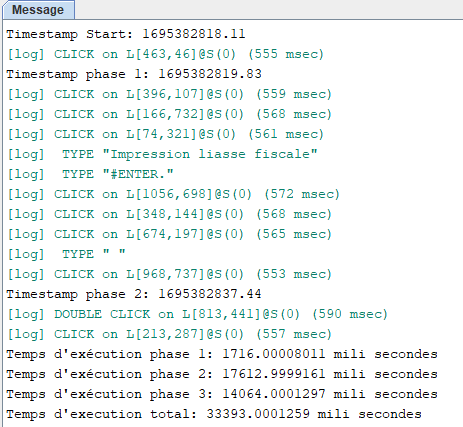 Message
Timestamp Start: 1695382818.11
[log] CLICK on L[463,46]@S(0) (555 msec)
Timestamp phase 1: 1695382819.83
[log] CLICK on L[396,107]@S(0) (559 msec)
[log] CLICK on L[166,732]@S(0) (568 msec)
[log] CLICK on L[74,321]@S(0) (561 msec)
[log]  TYPE "Impression liasse fiscale"
[log]  TYPE "#ENTER."
[log] CLICK on L[1056,698]@S(0) (572 msec)
[log] CLICK on L[348,144]@S(0) (568 msec)
[log] CLICK on L[674,197]@S(0) (565 msec)
[log]  TYPE " "
[log] CLICK on L[968,737]@S(0) (553 msec)
Timestamp phase 2: 1695382837.44
[log] DOUBLE CLICK on L[813,441]@S(0) (590 msec)
[log] CLICK on L[213,287]@S(0) (557 msec)
Temps d'exécution phase 1: 1716.00008011 mili secondes
Temps d'exécution phase 2: 17612.9999161 mili secondes
Temps d'exécution phase 3: 14064.0001297 mili secondes
Temps d'execution total: 33393.0001259 mili secondes